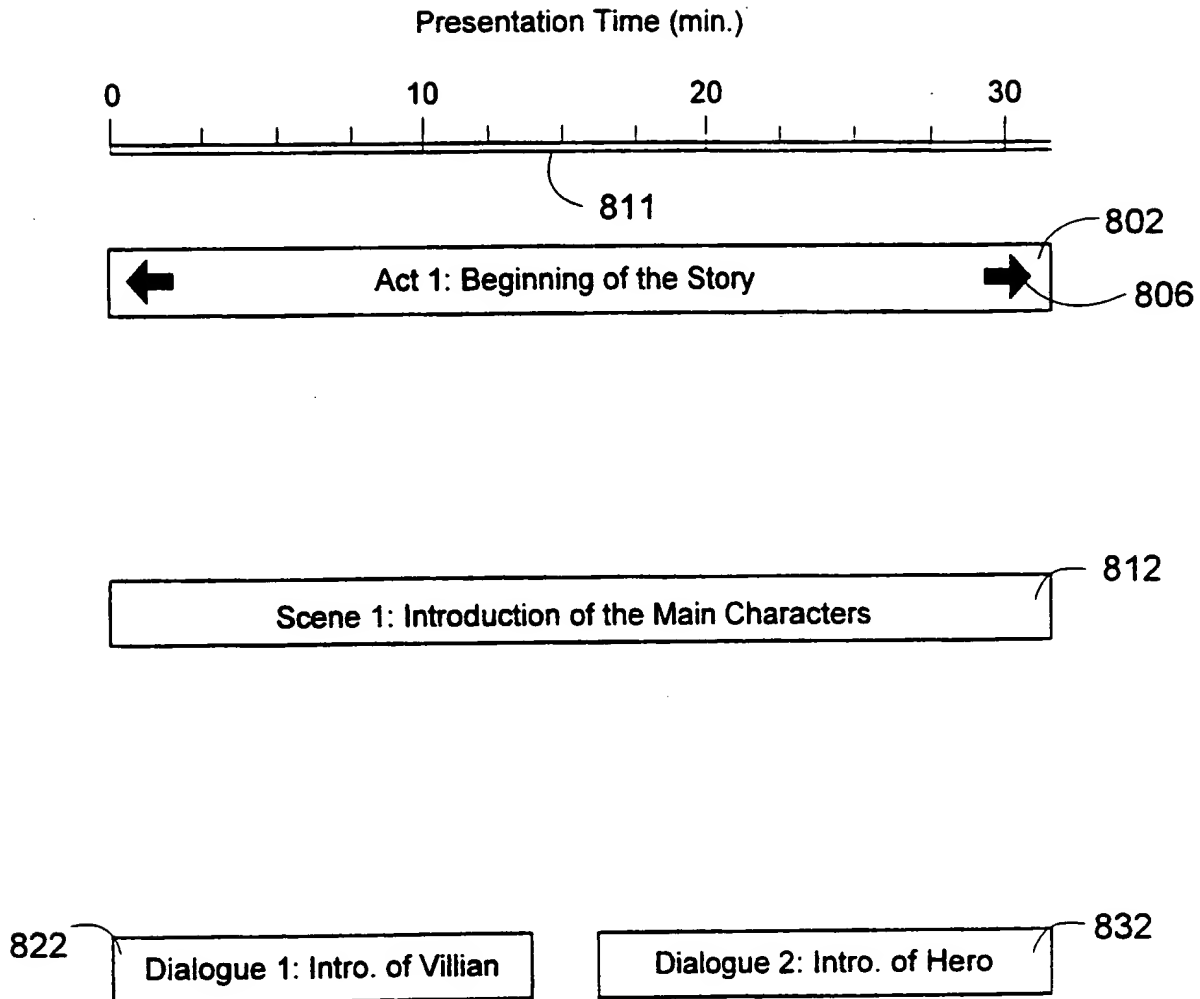 Presentation Time (min.)
0 10 20 30
811
802
Act 1: Beginning of the Story
806
812
Scene 1: Introduction of the Main Characters
822
832
Dialogue 1: Intro. of Villian
Dialogue 2: Intro. of Hero